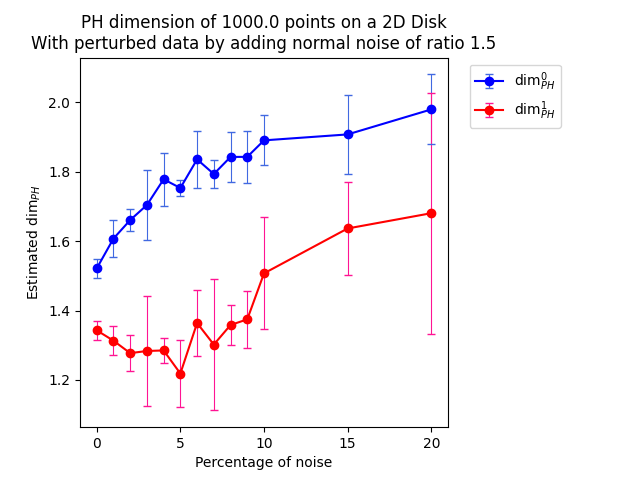 PH dimension of 1000.0 points on a 2D Disk
With perturbed data by adding normal noise of ratio 1.5
2.0
1.8
1.6
1.4
1.2
Estimated dim_{PH}
0 5 10 15 20
Percentage of noise
dim^0_{PH}
dim^1_{PH}